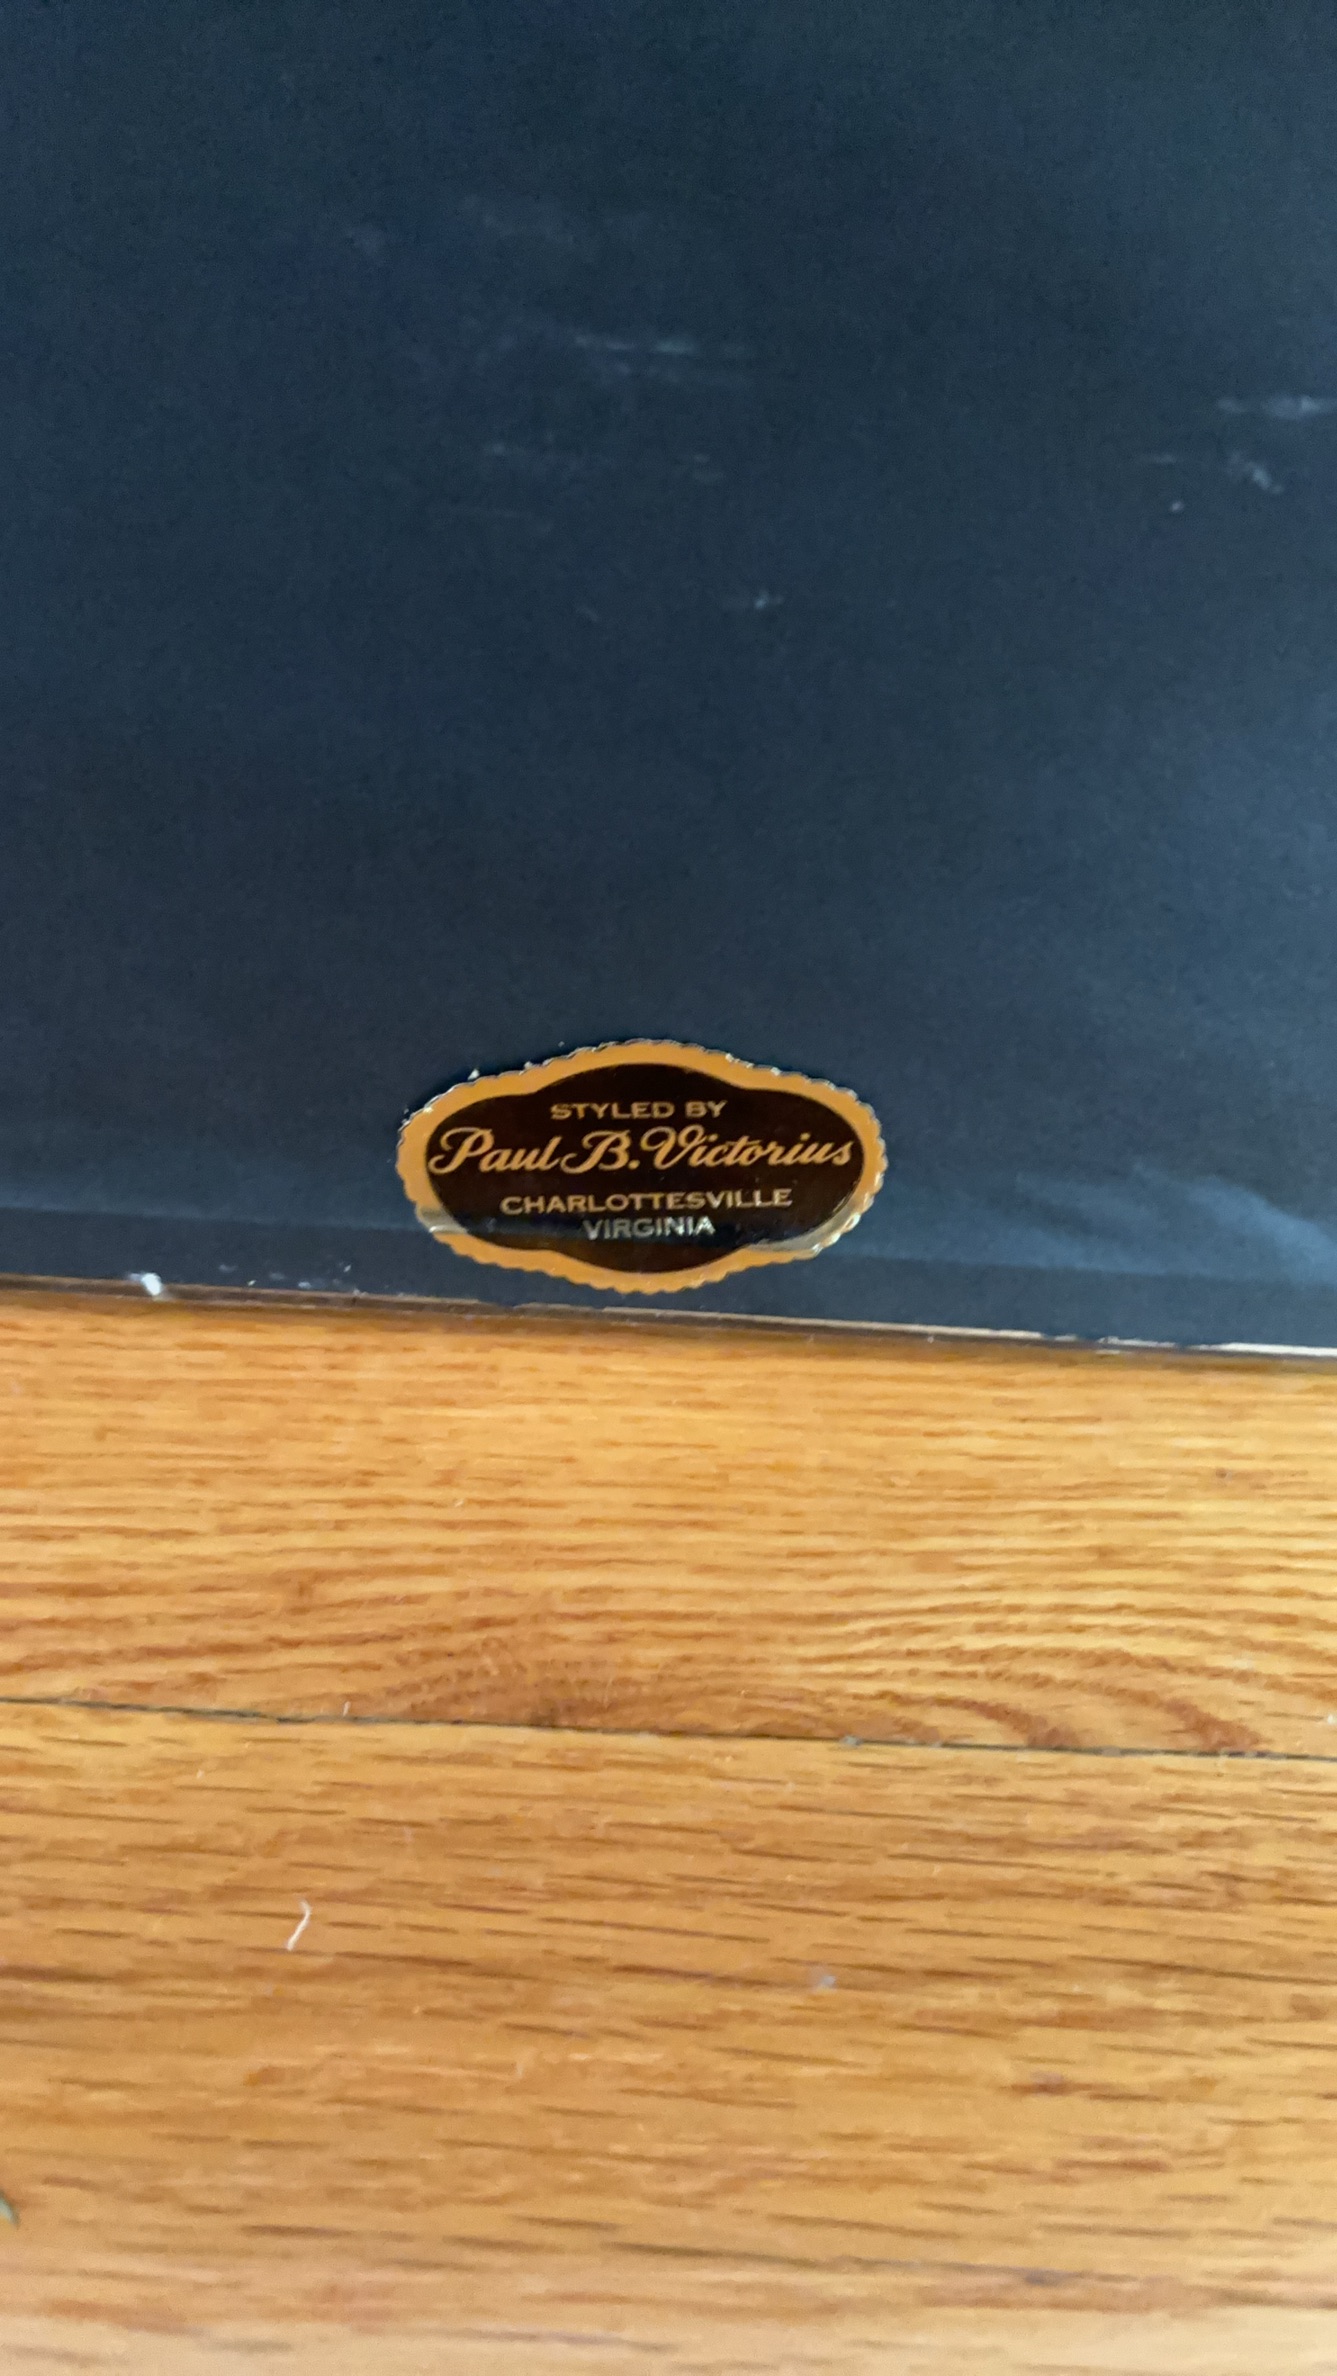 STYLED BY
Paul B. Victorius
CHARLOTTESVILLE
VIRGINIA